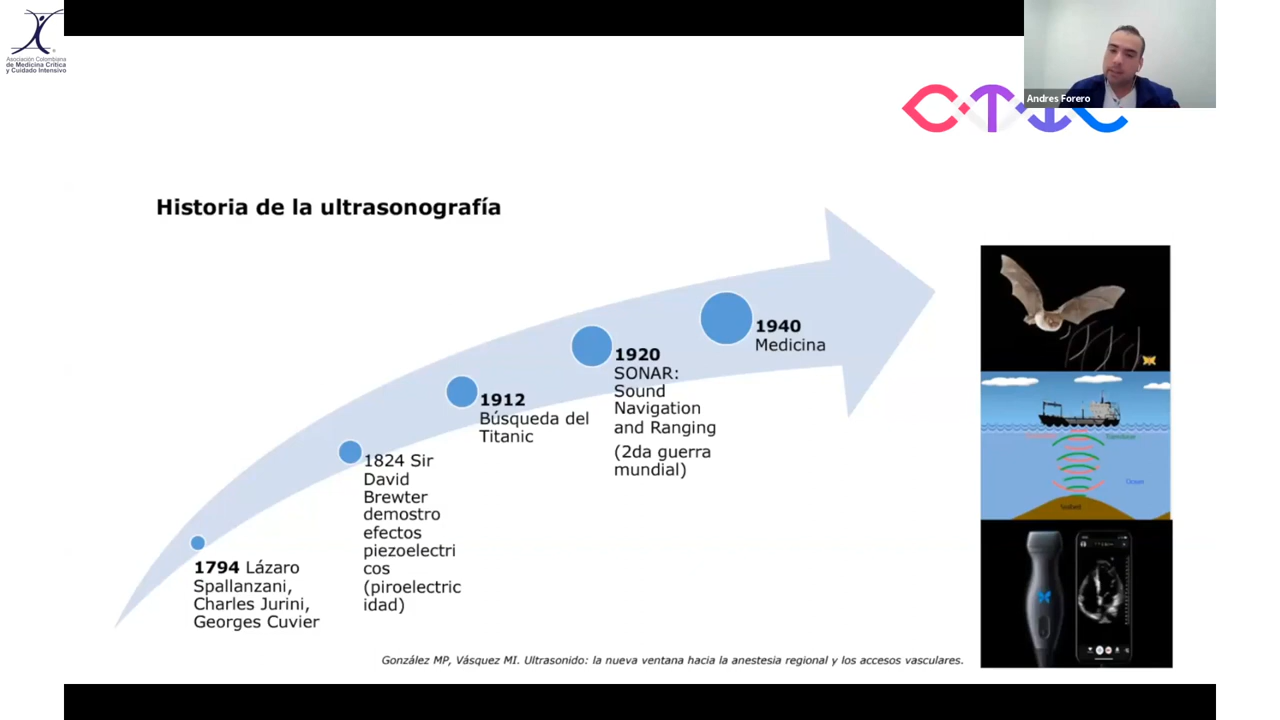 Asociación Colombiana
de Medicina Crítica
y Cuidado Intensivo
Andres Forero
CTIC
Historia de la ultrasonografía
1940
Medicina
1920
SONAR:
Sound
Navigation
and Ranging
(2da guerra
mundial)
1912
Búsqueda del
Titanic
1824 Sir
David
Brewter
demostro
efectos
piezoelectri
cos
(piroelectric
idad)
1794 Lázaro
Spallanzani,
Charles Jurini,
Georges Cuvier
Ocean
González MP, Vásquez MI. Ultrasonido: la nueva ventana hacia la anestesia regional y los accesos vasculares.